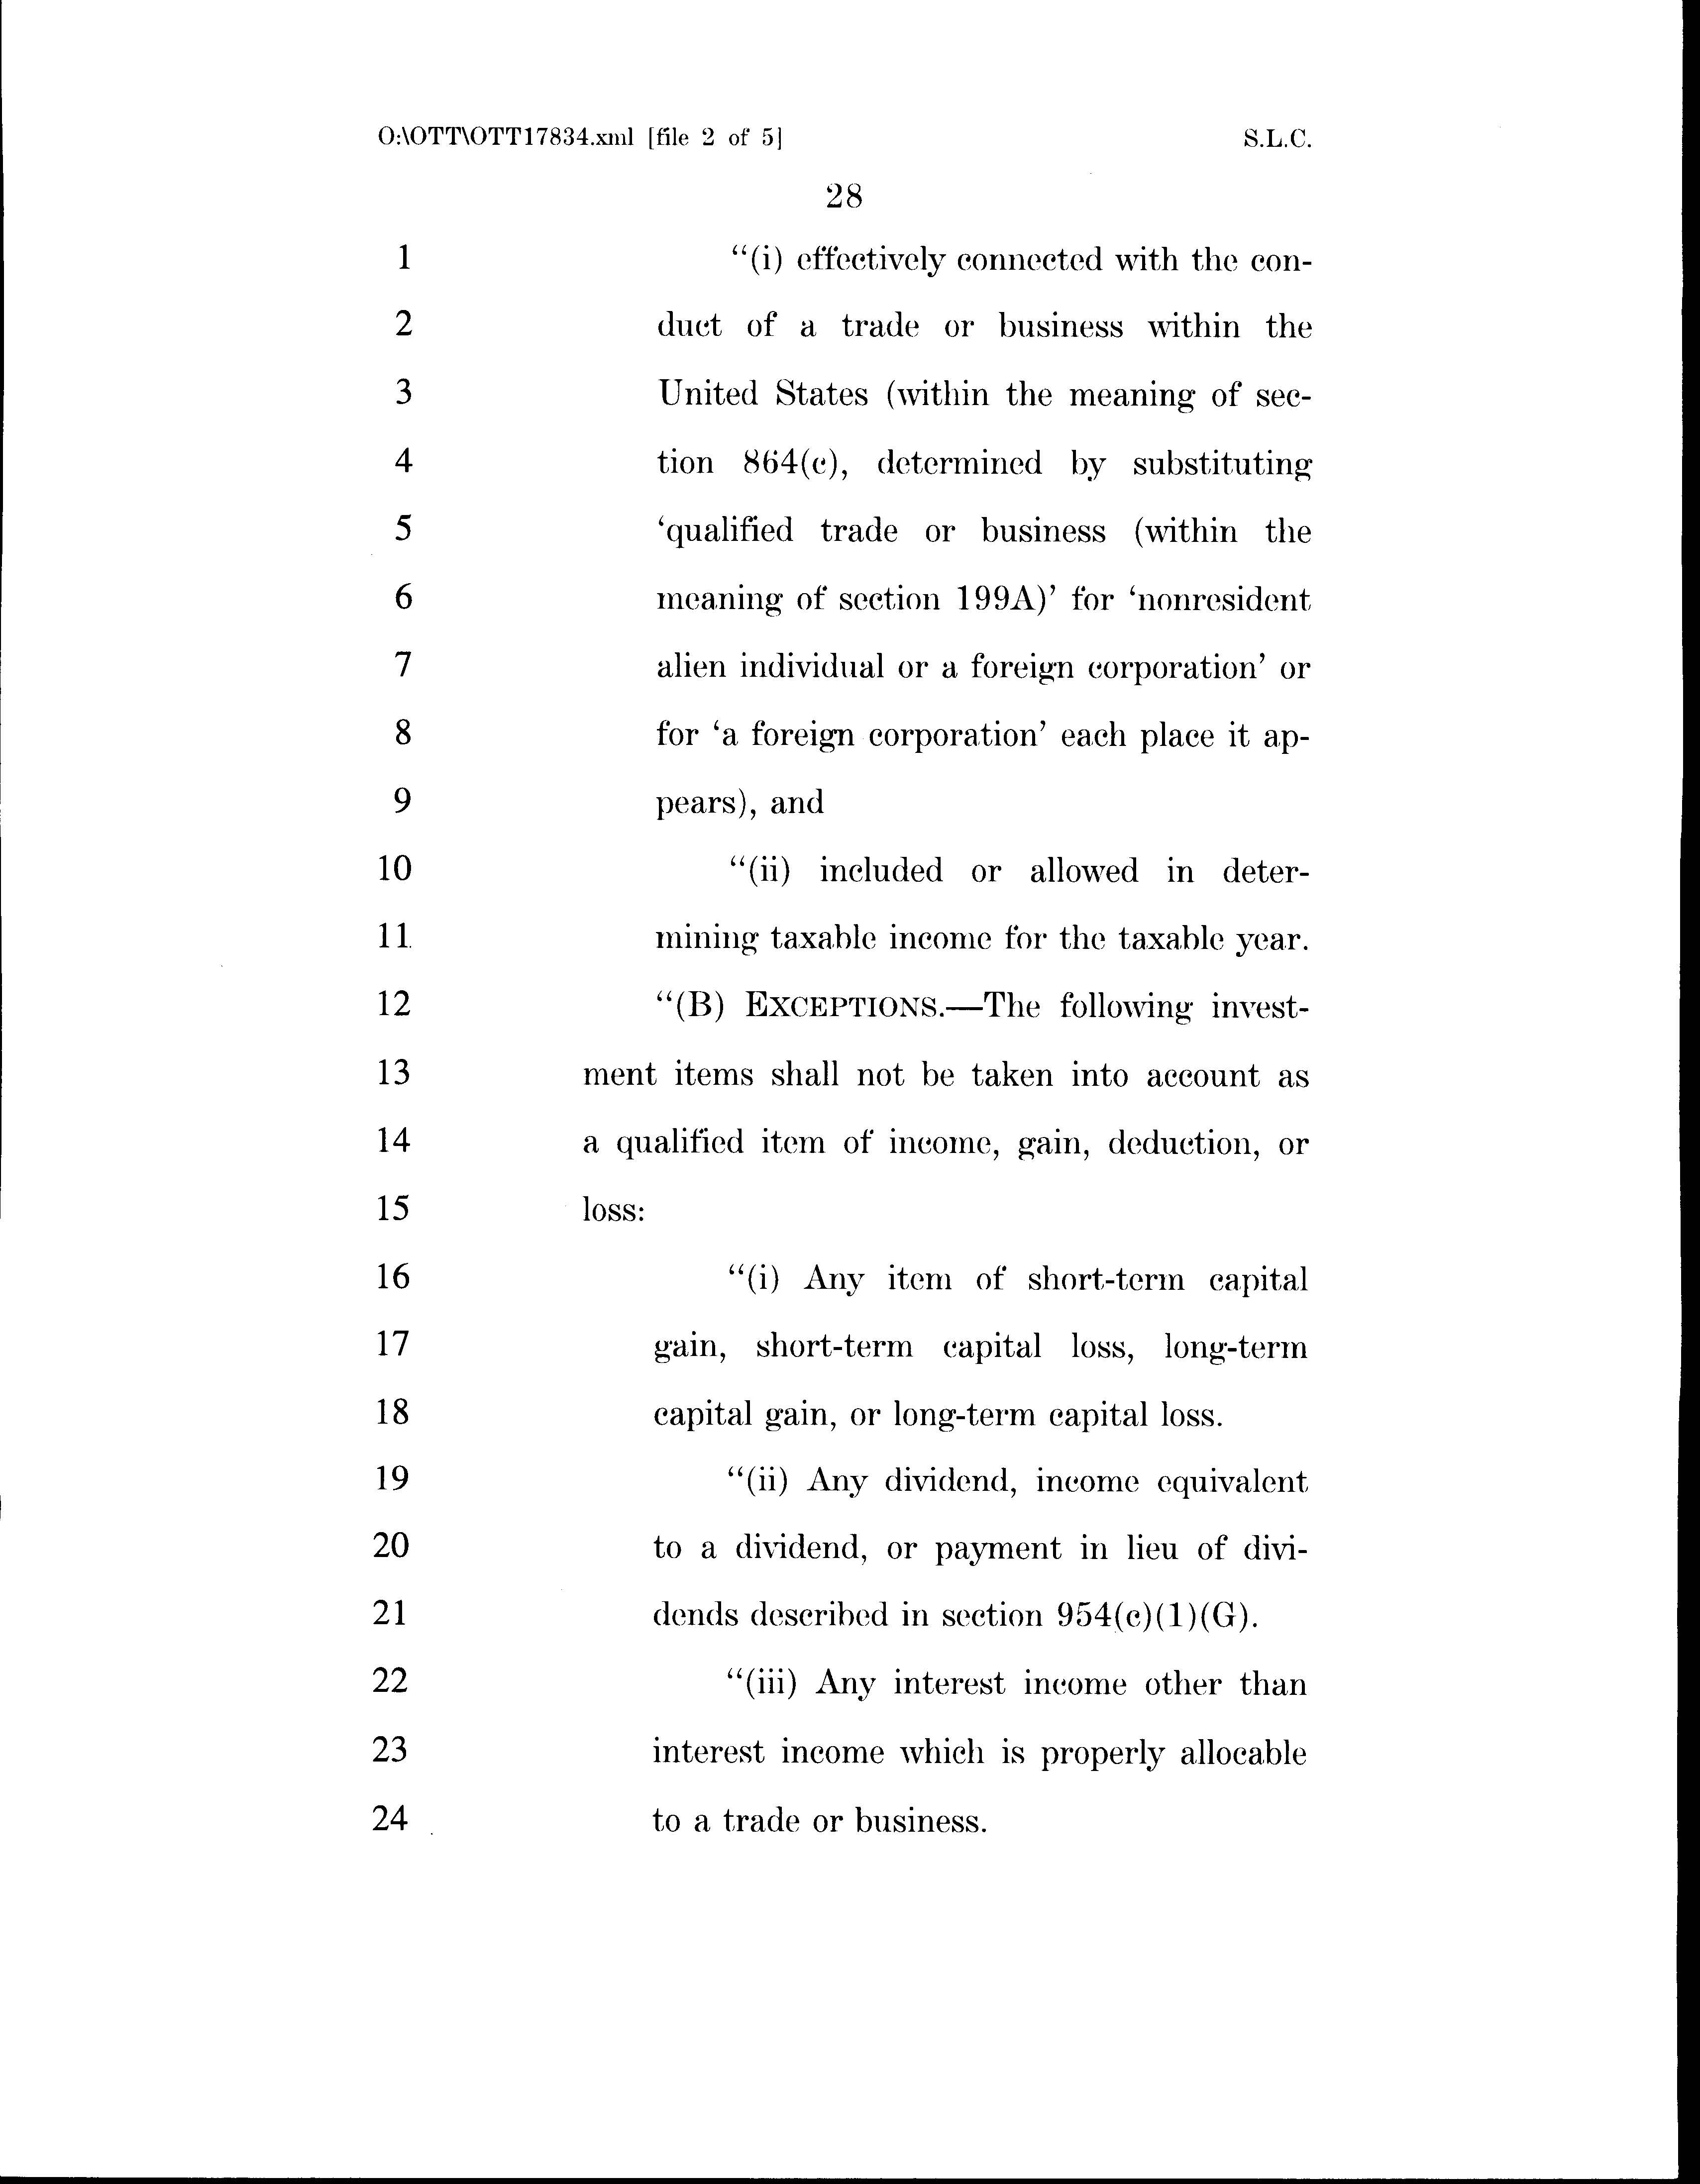 O:\OTT\OTT17834.xml [file 2 of 5] S.L.C.
28
1 “(i) effectively connected with the con-
2 duct of a trade or business within the
3 United States (within the meaning of sec-
4 tion 864(c), determined by substituting
5 ‘qualified trade or business (within the
6 meaning of section 199A)’ for ‘nonresident
7 alien individual or a foreign corporation’ or
8 for ‘a foreign corporation’ each place it ap-
9 pears), and
10 “(ii) included or allowed in deter-
11 mining taxable income for the taxable year.
12 “(B) EXCEPTIONS.—The following invest-
13 ment items shall not be taken into account as
14 a qualified item of income, gain, deduction, or
15 loss:
16 “(i) Any item of short-term capital
17 gain, short-term capital loss, long-term
18 capital gain, or long-term capital loss.
19 “(ii) Any dividend, income equivalent
20 to a dividend, or payment in lieu of divi-
21 dends described in section 954(c)(1)(G).
22 “(iii) Any interest income other than
23 interest income which is properly allocable
24 to a trade or business.